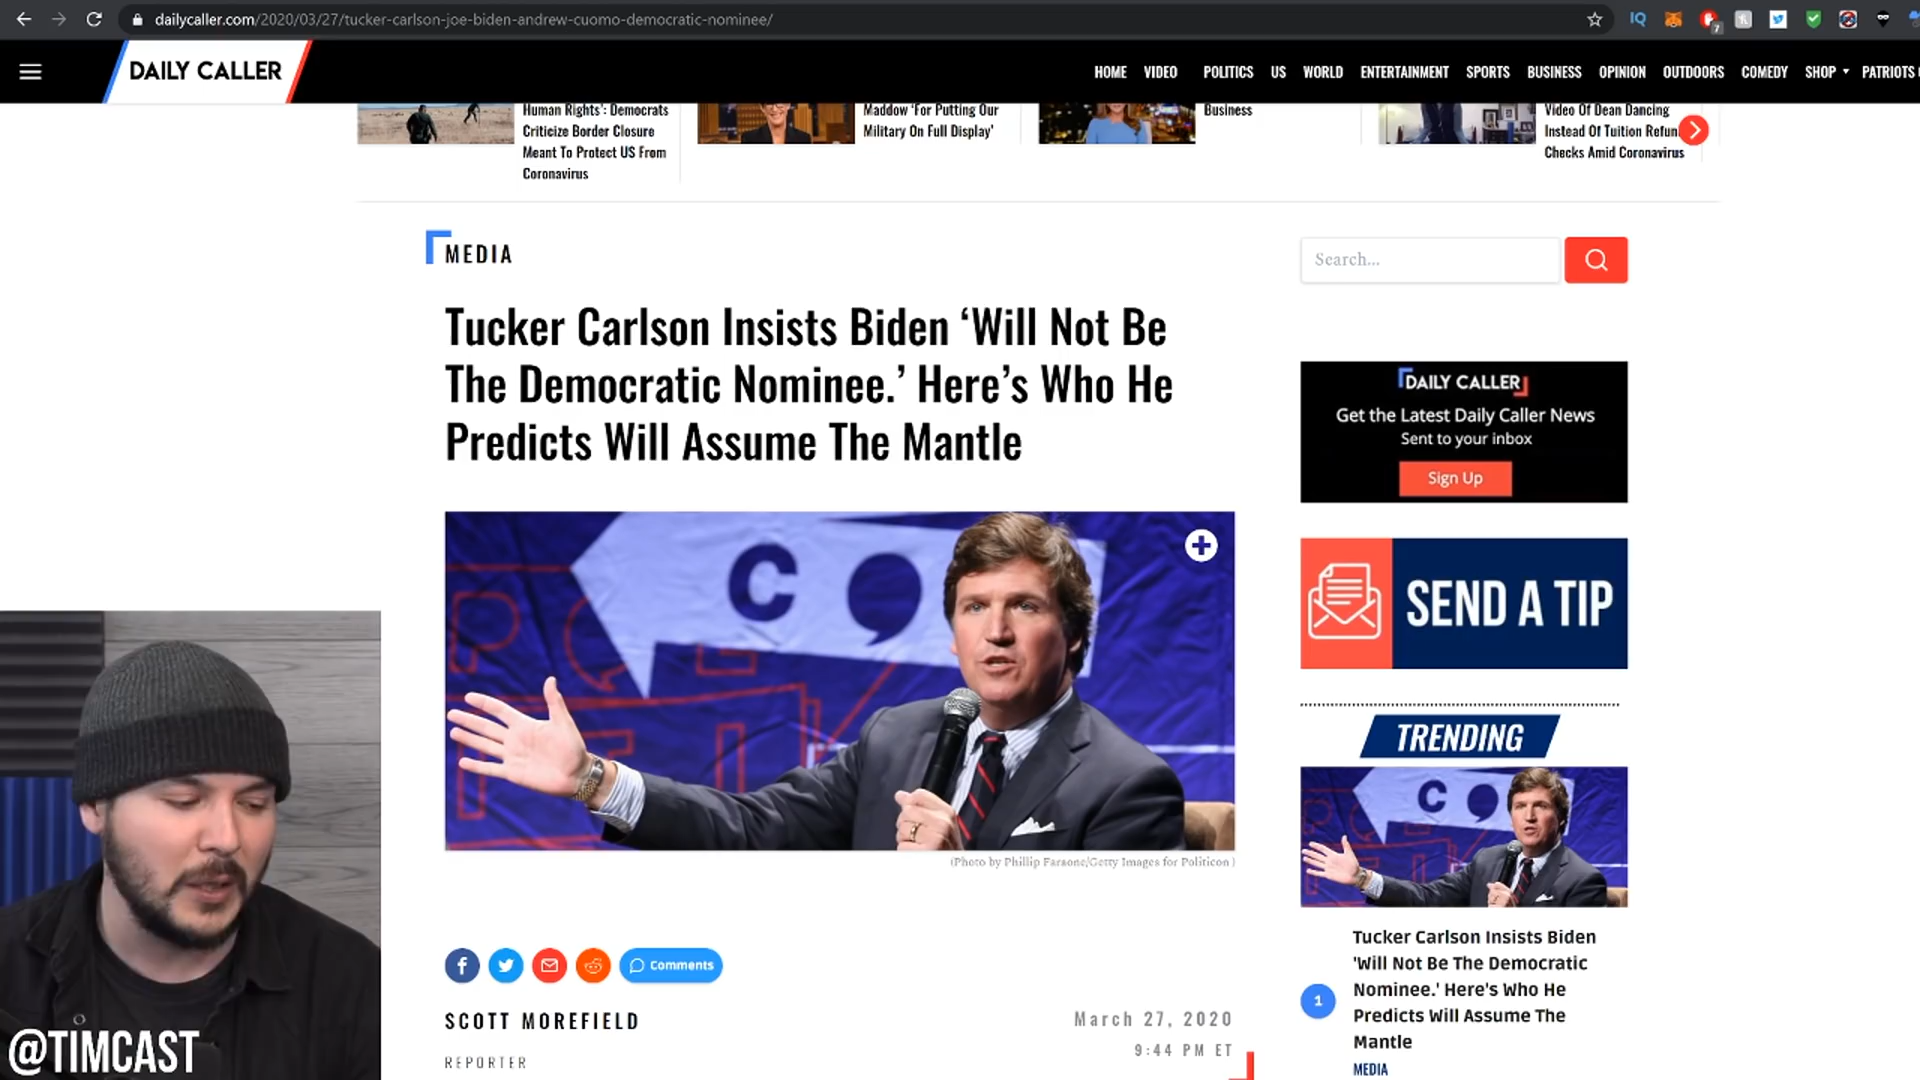 dailycaller.com/2020/03/27/tucker-carlson-joe-biden-andrew-cuomo-democratic-nominee/
IQ
7
DAILY CALLER
HOME VIDEO POLITICS US WORLD ENTERTAINMENT SPORTS BUSINESS OPINION OUTDOORS COMEDY SHOP PATRIOTS
Human Rights': Democrats
Criticize Border Closure
Meant To Protect US From
Coronavirus
Maddow 'For Putting Our
Military On Full Display'
Business
Video Of Dean Dancing
Instead Of Tuition Refun
Checks Amid Coronavirus
MEDIA
Search...
Tucker Carlson Insists Biden ‘Will Not Be
The Democratic Nominee.’ Here’s Who He
Predicts Will Assume The Mantle
DAILY CALLER
Get the Latest Daily Caller News
Sent to your inbox
Sign Up
SEND A TIP
C
(Photo by Phillip Faraone/Getty Images for Politicon )
TRENDING
C
Comments
SCOTT MOREFIELD
REPORTER
March 27, 2020
9:44 PM ET
1
Tucker Carlson Insists Biden
'Will Not Be The Democratic
Nominee.' Here's Who He
Predicts Will Assume The
Mantle
MEDIA
@TIMCAST